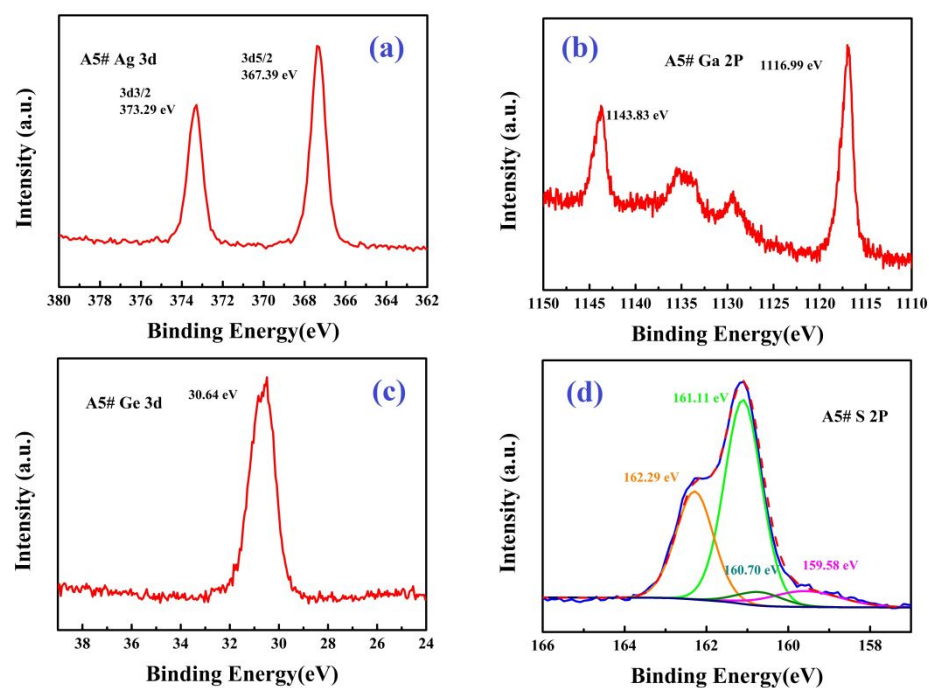 (a)
A5# Ag 3d
3d5/2
367.39 eV
3d3/2
373.29 eV
Intensity (a.u.)
380 377 374 371 370 368 366 364 362
Binding Energy(eV)
(b)
A5# Ga 2P
1116.99 eV
1143.83 eV
Intensity (a.u.)
1150 1145 1140 1135 1130 1125 1120 1115 1110
Binding Energy(eV)
(c)
A5# Ge 3d
30.64 eV
Intensity (a.u.)
39 38 36 34 32 31 30 28 26 24
Binding Energy(eV)
(d)
161.11 eV
A5# S 2P
162.29 eV
160.70 eV
159.58 eV
Intensity (a.u.)
166 164 162 160 158
Binding Energy(eV)